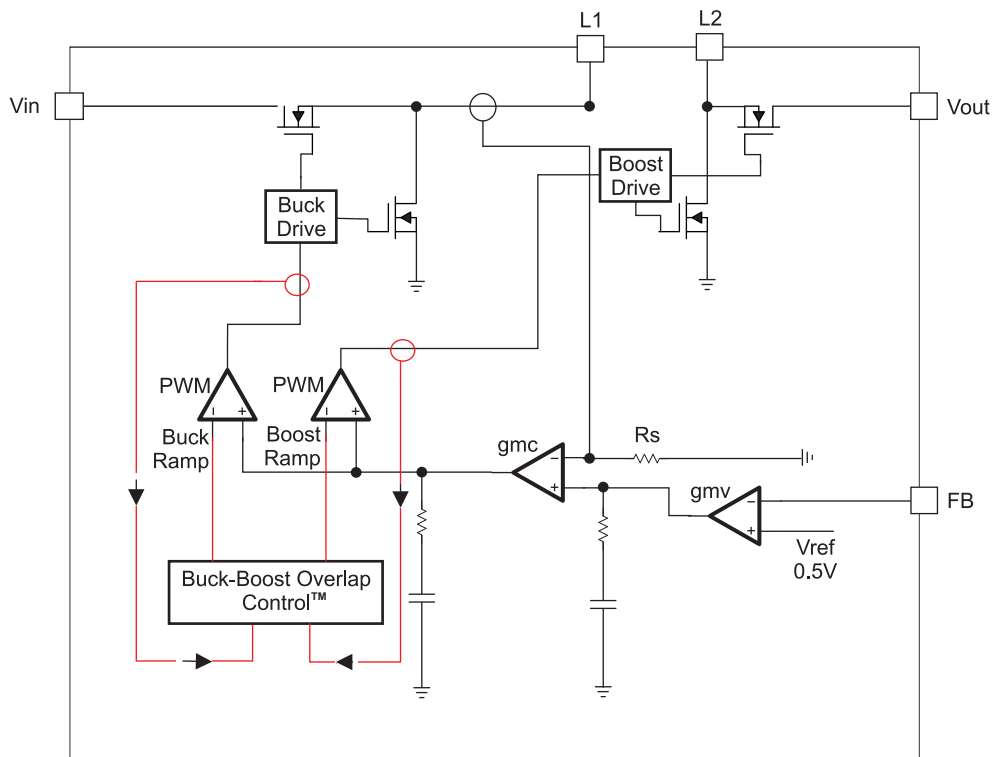 L1
L2
Vin
Vout
Buck
Drive
Boost
Drive
PWM
PWM
Buck
Ramp
Boost
Ramp
gmc
Rs
gmv
FB
Vref
0.5V
Buck-Boost Overlap
Control™